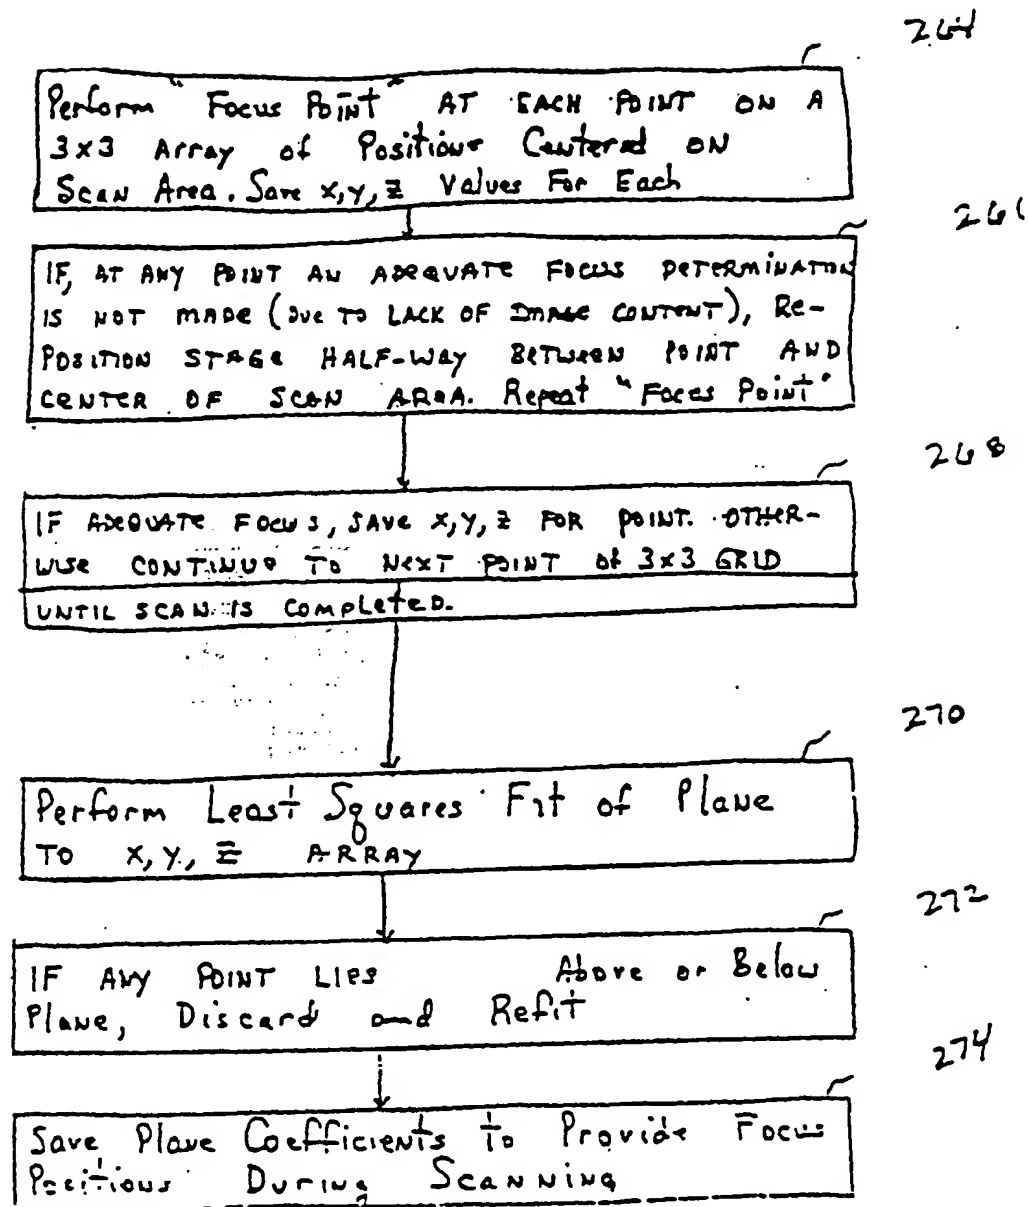 264
Perform "Focus Point" AT EACH POINT ON A
3x3 Array of Positions Centered ON
Scan Area. Save x,y,z Values For Each
266
IF, AT ANY POINT AN ADEQUATE FOCUS DETERMINATION
IS NOT MADE (DUE TO LACK OF IMAGE CONTENT), RE-
POSITION STAGE HALF-WAY BETWEEN POINT AND
CENTER OF SCAN AREA. Repeat "Focus Point"
268
IF ADEQUATE FOCUS, SAVE x,y,z FOR POINT. OTHER-
WISE CONTINUE TO NEXT POINT of 3x3 GRID
UNTIL SCAN IS COMPLETED.
270
Perform Least Squares Fit of Plane
TO x,y,z ARRAY
272
IF ANY POINT LIES Above or Below
Plane, Discard and Refit
274
Save Plane Coefficients to Provide Focus
Positions During Scanning